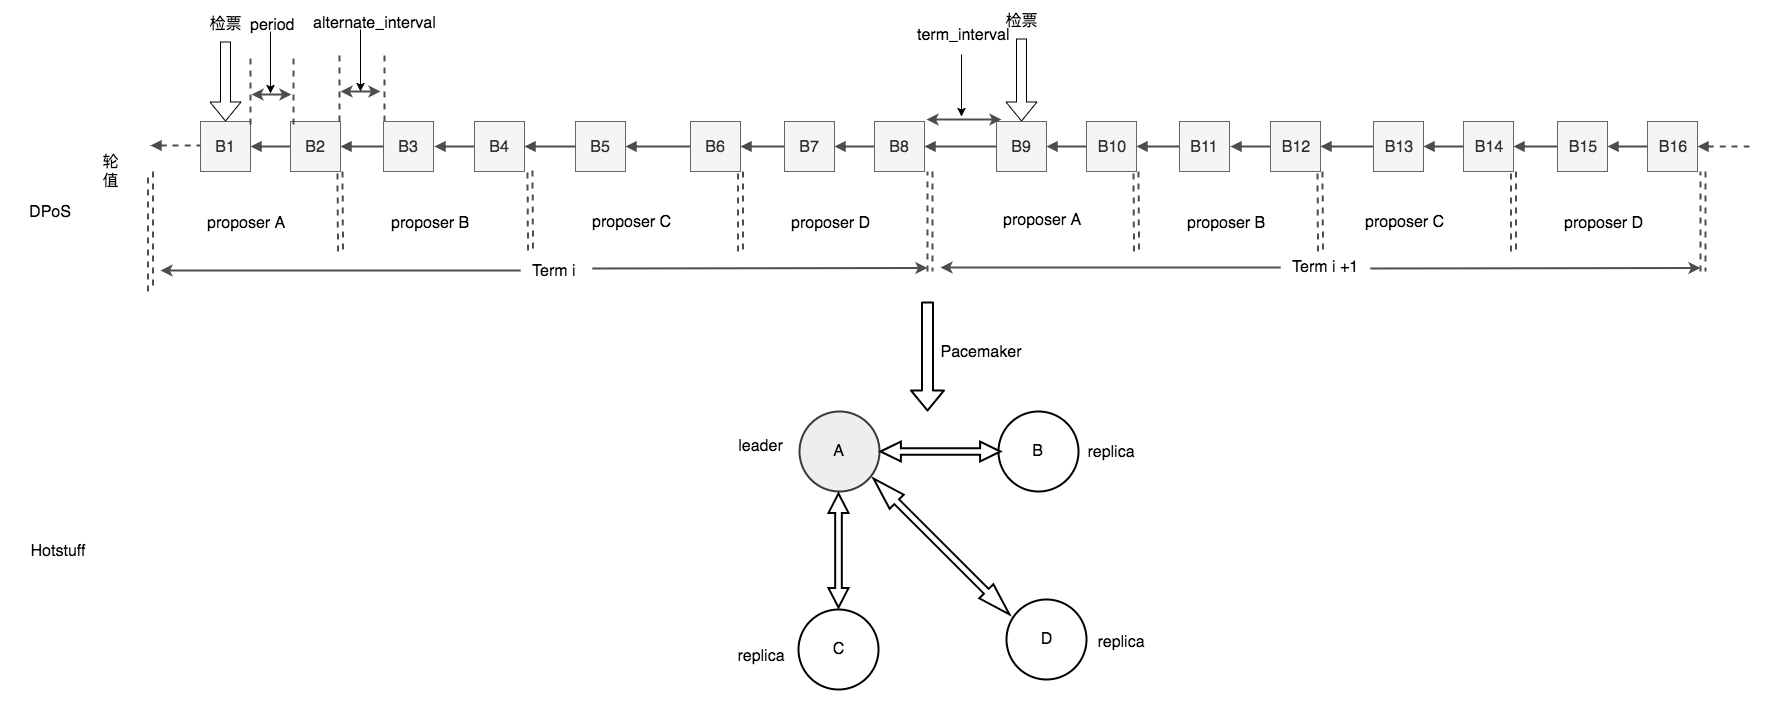 检票
period
alternate_interval
term_interval
检票
轮
值
B1
B2
B3
B4
B5
B6
B7
B8
B9
B10
B11
B12
B13
B14
B15
B16
DPoS
proposer A
proposer B
proposer C
proposer D
proposer A
proposer B
proposer C
proposer D
Term i
Term i +1
Pacemaker
leader
A
B
replica
Hotstuff
replica
C
D
replica